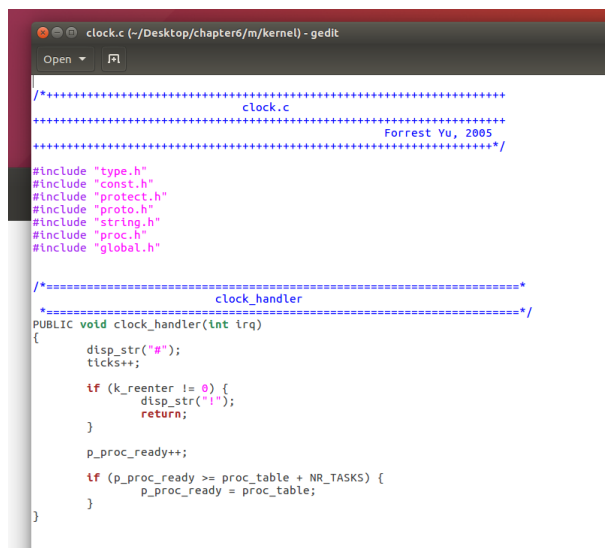 clock.c (~/Desktop/chapter6/m/kernel) - gedit
Open
/*++++++++++++++++++++++++++++++++++++++++++++++++++++++++++++++++++++
clock.c
++++++++++++++++++++++++++++++++++++++++++++++++++++++++++++++++++++++
Forrest Yu, 2005
++++++++++++++++++++++++++++++++++++++++++++++++++++++++++++++++++++*/
#include "type.h"
#include "const.h"
#include "protect.h"
#include "proto.h"
#include "string.h"
#include "proc.h"
#include "global.h"
/*======================================================================*
clock_handler
*======================================================================*/
PUBLIC void clock_handler(int irq)
{
disp_str("#");
ticks++;
if (k_reenter != 0) {
disp_str("!");
return;
}
p_proc_ready++;
if (p_proc_ready >= proc_table + NR_TASKS) {
p_proc_ready = proc_table;
}
}